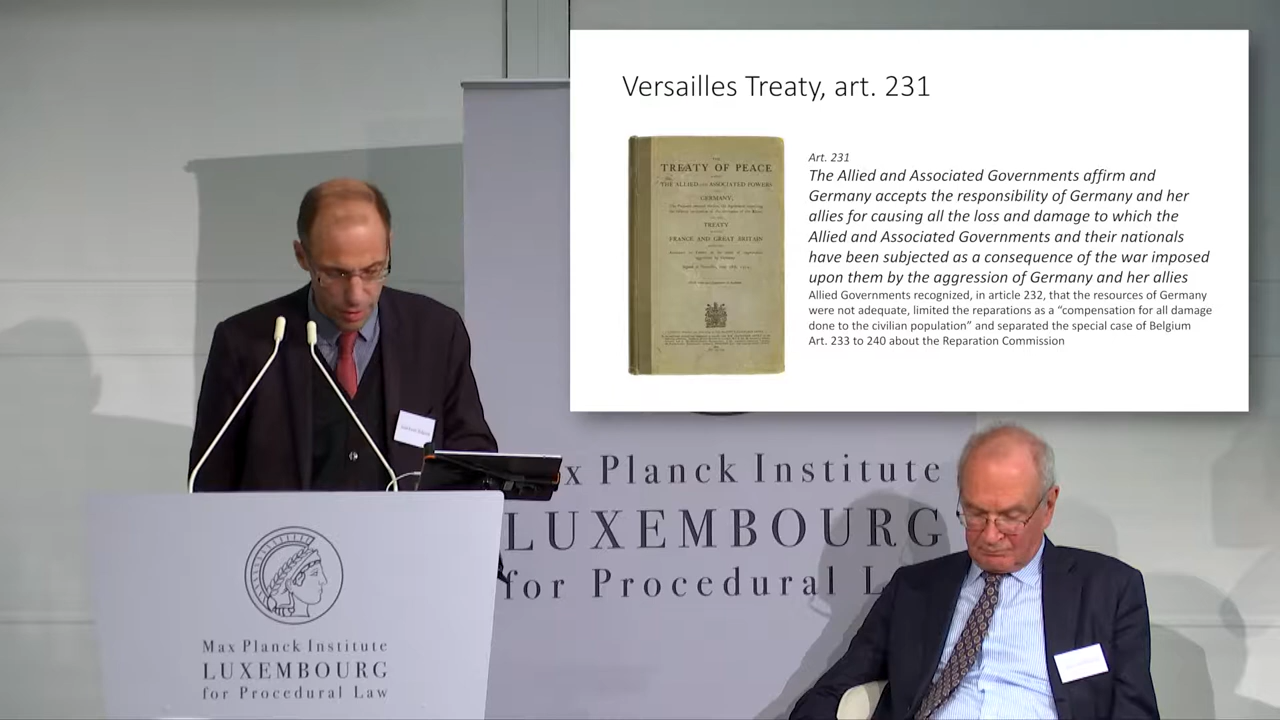 Versailles Treaty, art. 231
TREATY OF PEACE
THE ALLIED AND ASSOCIATED POWERS
GERMANY,
TREATY
FRANCE AND GREAT BRITAIN
Art. 231
The Allied and Associated Governments affirm and
Germany accepts the responsibility of Germany and her
allies for causing all the loss and damage to which the
Allied and Associated Governments and their nationals
have been subjected as a consequence of the war imposed
upon them by the aggression of Germany and her allies
Allied Governments recognized, in article 232, that the resources of Germany
were not adequate, limited the reparations as a “compensation for all damage
done to the civilian population” and separated the special case of Belgium
Art. 233 to 240 about the Reparation Commission
x Planck Institute
LUXEMBOURG
for Procedural L
Max Planck Institute
LUXEMBOURG
for Procedural Law